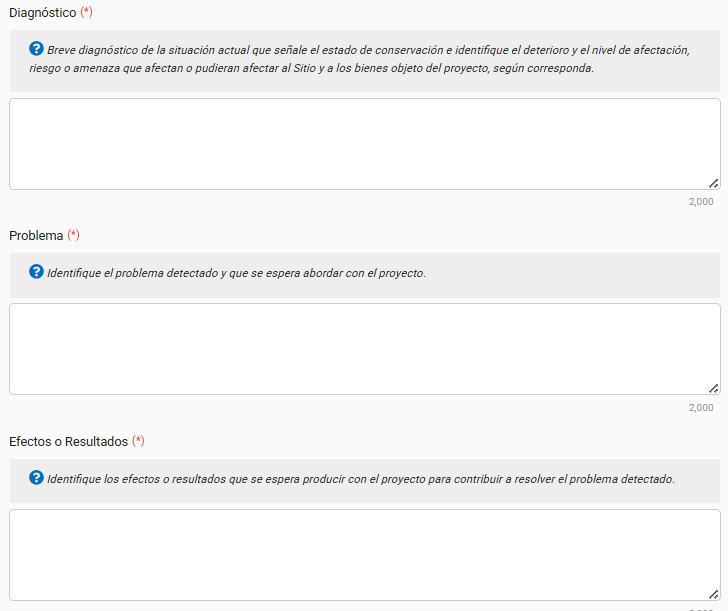 Diagnóstico (*)
Breve diagnóstico de la situación actual que señale el estado de conservación e identifique el deterioro y el nivel de afectación,
riesgo o amenaza que afectan o pudieran afectar al Sitio y a los bienes objeto del proyecto, según corresponda.
2,000
Problema (*)
Identifique el problema detectado y que se espera abordar con el proyecto.
2,000
Efectos o Resultados (*)
Identifique los efectos o resultados que se espera producir con el proyecto para contribuir a resolver el problema detectado.